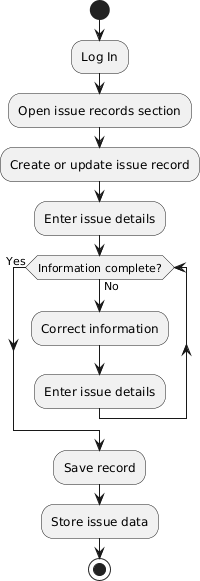 Log In
Open issue records section
Create or update issue record
Enter issue details
Yes
Information complete?
No
Correct information
Enter issue details
Save record
Store issue data